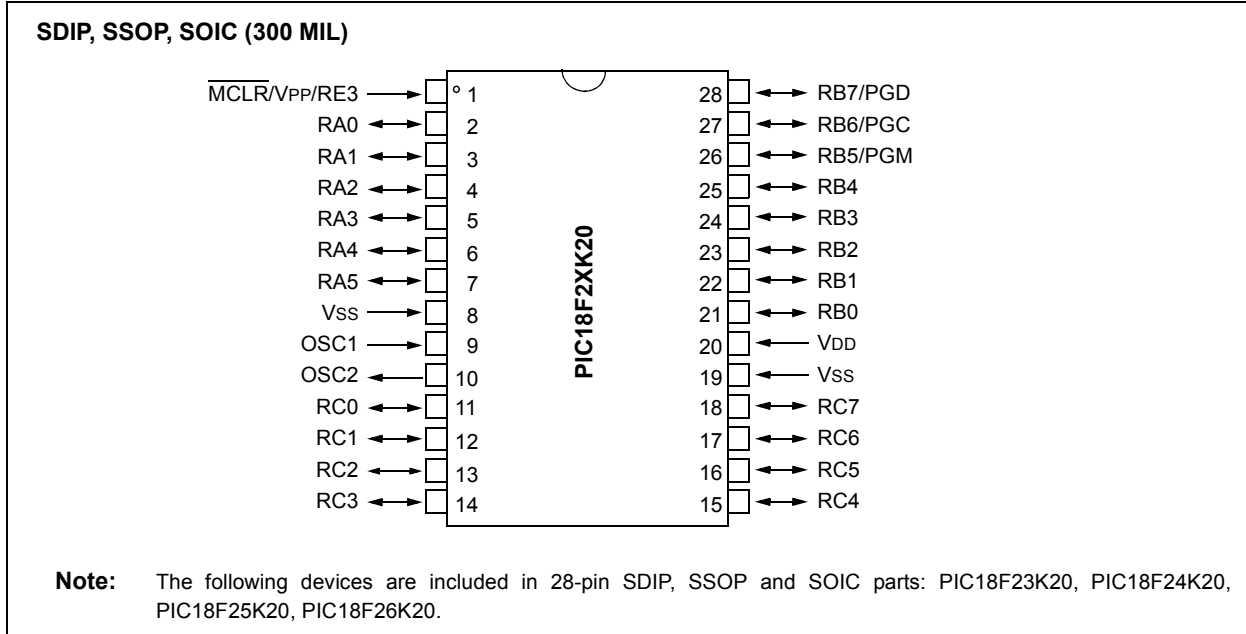 SDIP, SSOP, SOIC (300 MIL)
MCLR/VPP/RE3 1 28 RB7/PGD
RA0 2 27 RB6/PGC
RA1 3 26 RB5/PGM
RA2 4 25 RB4
RA3 5 24 RB3
RA4 6 23 RB2
RA5 7 22 RB1
VSS 8 21 RB0
OSC1 9 20 VDD
OSC2 10 19 VSS
RC0 11 18 RC7
RC1 12 17 RC6
RC2 13 16 RC5
RC3 14 15 RC4
PIC18F2XK20
Note: The following devices are included in 28-pin SDIP, SSOP and SOIC parts: PIC18F23K20, PIC18F24K20,
PIC18F25K20, PIC18F26K20.